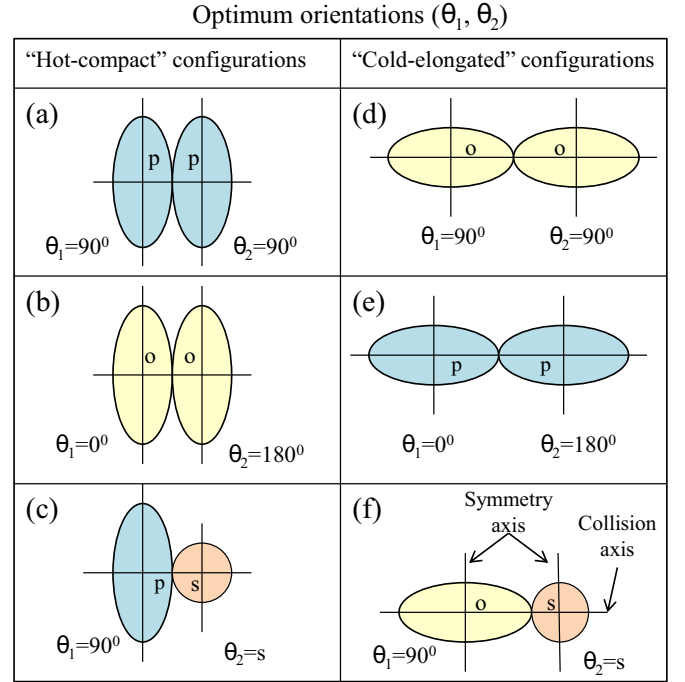 Optimum orientations (θ₁, θ₂)
“Hot-compact” configurations
“Cold-elongated” configurations
(a)
p p
θ₁=90⁰ θ₂=90⁰
(d)
o o
θ₁=90⁰ θ₂=90⁰
(b)
o o
θ₁=0⁰ θ₂=180⁰
(e)
p p
θ₁=0⁰ θ₂=180⁰
(c)
p s
θ₁=90⁰ θ₂=s
(f)
Symmetry
axis
Collision
axis
o s
θ₁=90⁰ θ₂=s